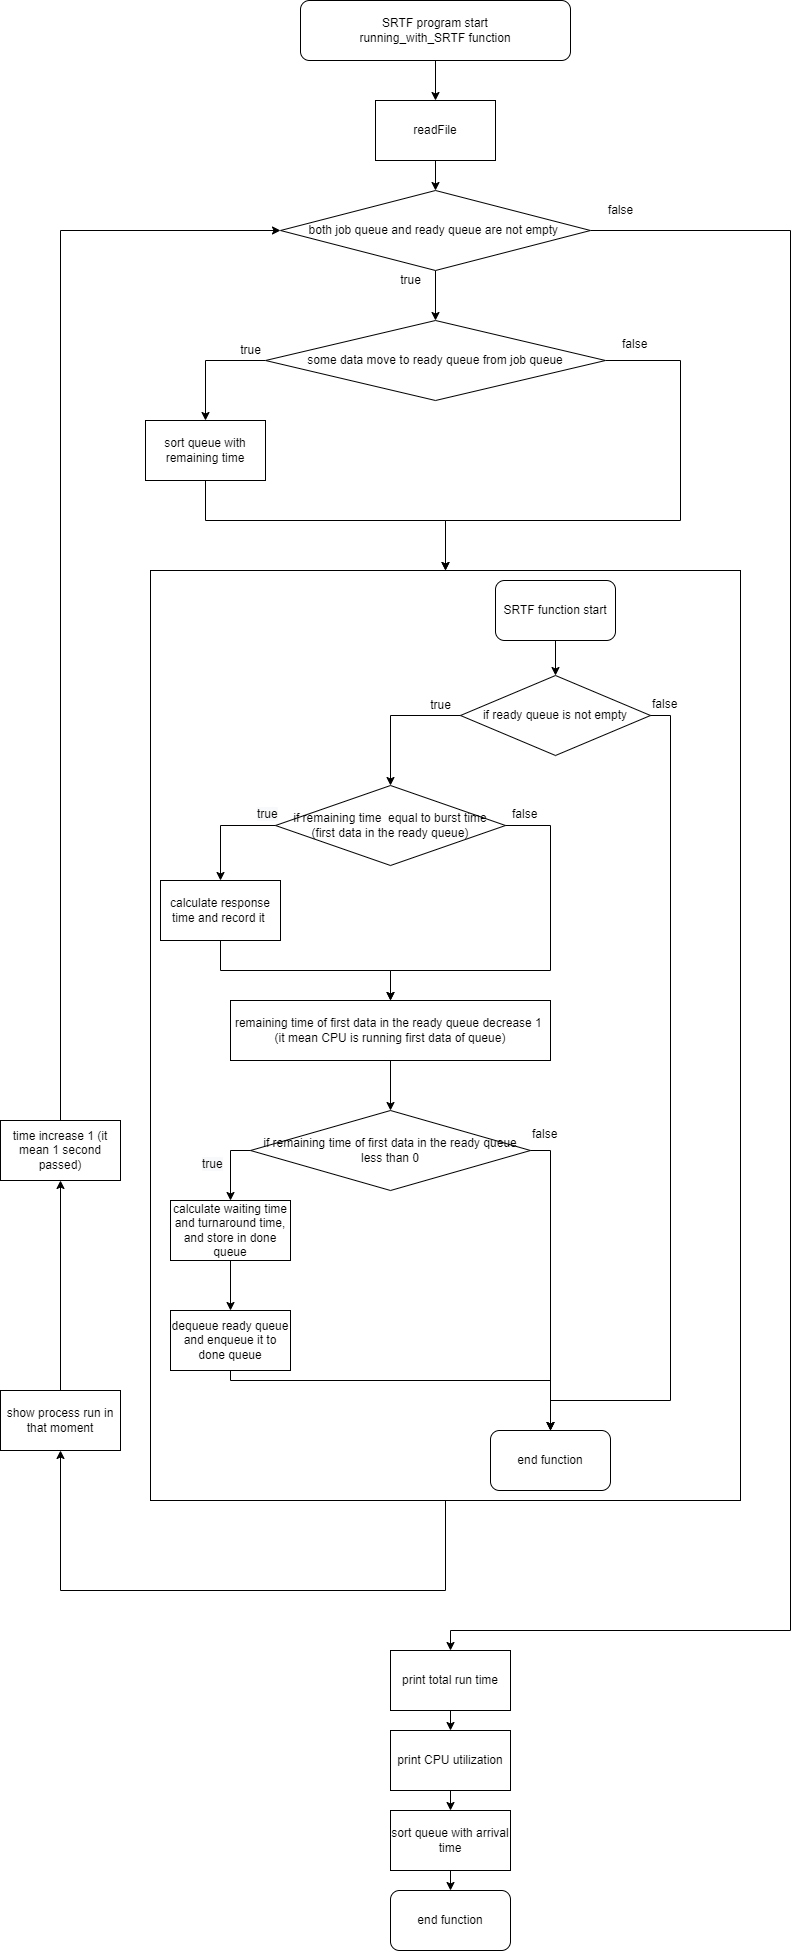 SRTF program start
running_with_SRTF function
readFile
false
both job queue and ready queue are not empty
true
true
false
some data move to ready queue from job queue
sort queue with
remaining time
SRTF function start
true
false
if ready queue is not empty
true
false
if remaining time  equal to burst time
(first data in the ready queue)
calculate response
time and record it
remaining time of first data in the ready queue decrease 1
(it mean CPU is running first data of queue)
time increase 1 (it
mean 1 second
passed)
false
if remaining time of first data in the ready queue
less than 0
true
calculate waiting time
and turnaround time,
and store in done
queue
dequeue ready queue
and enqueue it to
done queue
show process run in
that moment
end function
print total run time
print CPU utilization
sort queue with arrival
time
end function